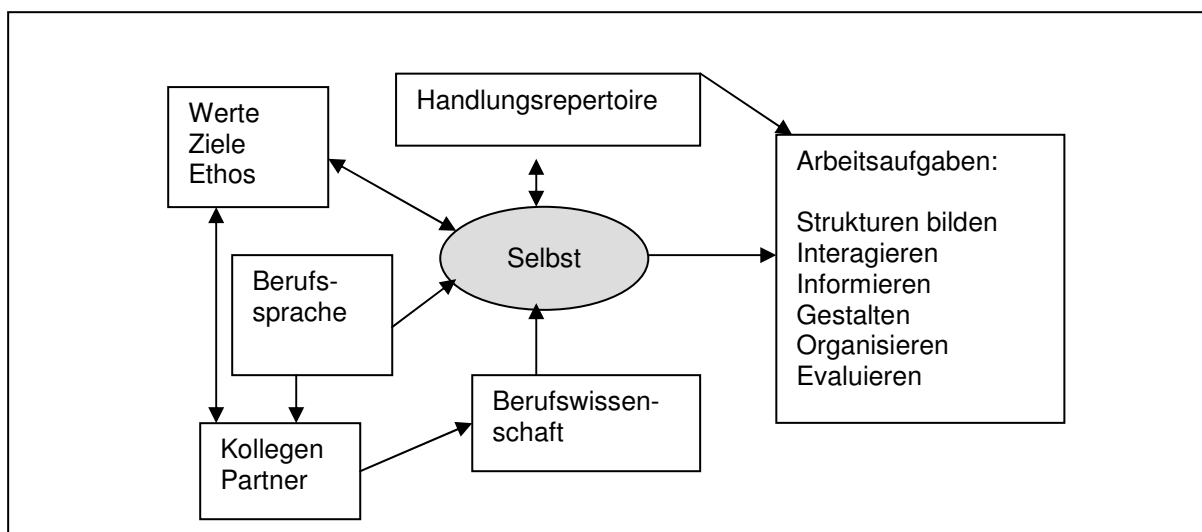 Werte
Ziele
Ethos
Handlungsrepertoire
Arbeitsaufgaben:
Strukturen bilden
Interagieren
Informieren
Gestalten
Organisieren
Evaluieren
Selbst
Berufs-
sprache
Berufswissen-
schaft
Kollegen
Partner